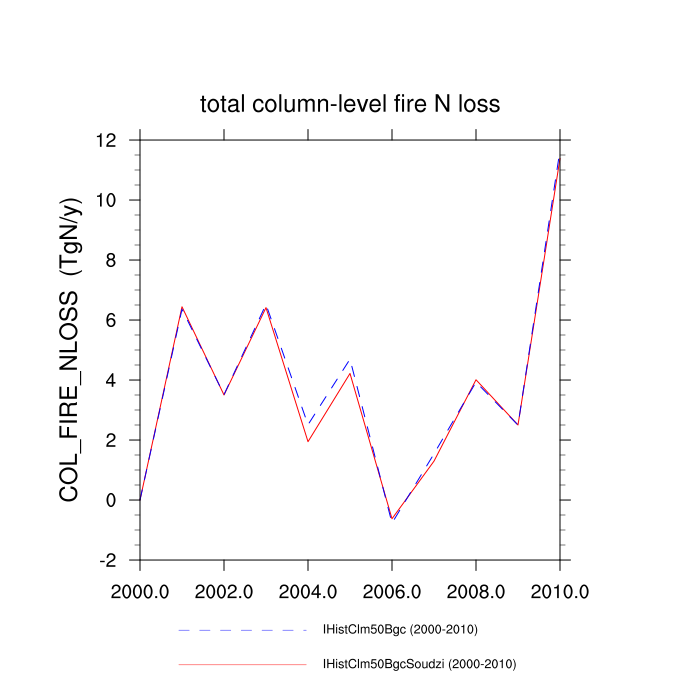 total column-level fire N loss
COL_FIRE_NLOSS (TgN/y)
12
10
8
6
4
2
0
-2
2000.0 2002.0 2004.0 2006.0 2008.0 2010.0
IHistClm50Bgc (2000-2010)
IHistClm50BgcSoudzi (2000-2010)